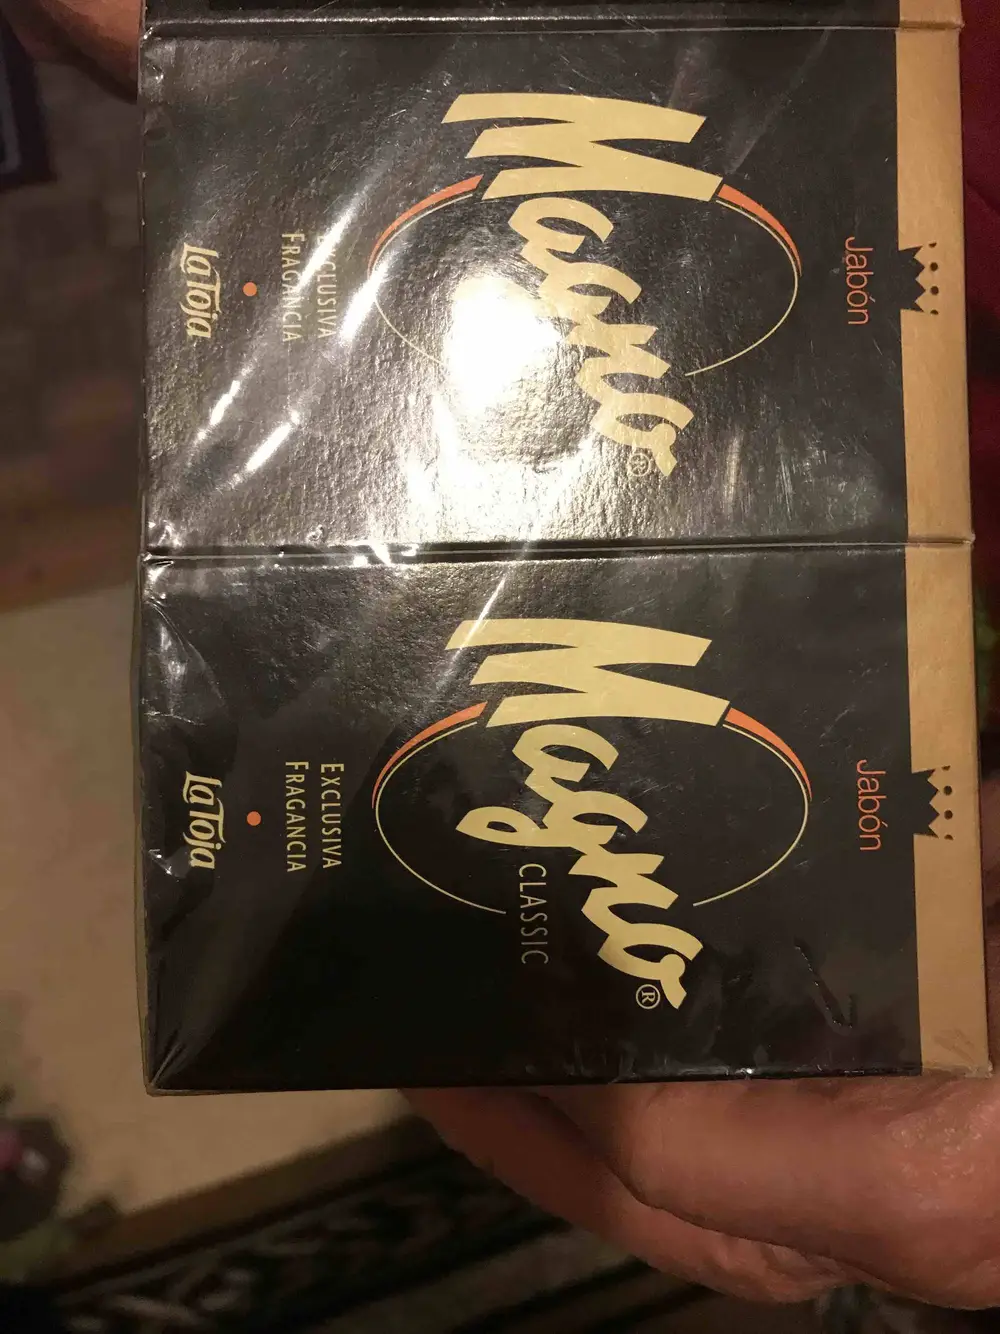 Jabón
Magno®
EXCLUSIVA
FRAGANCIA
La Toja
Jabón
Magno®
CLASSIC
EXCLUSIVA
FRAGANCIA
La Toja